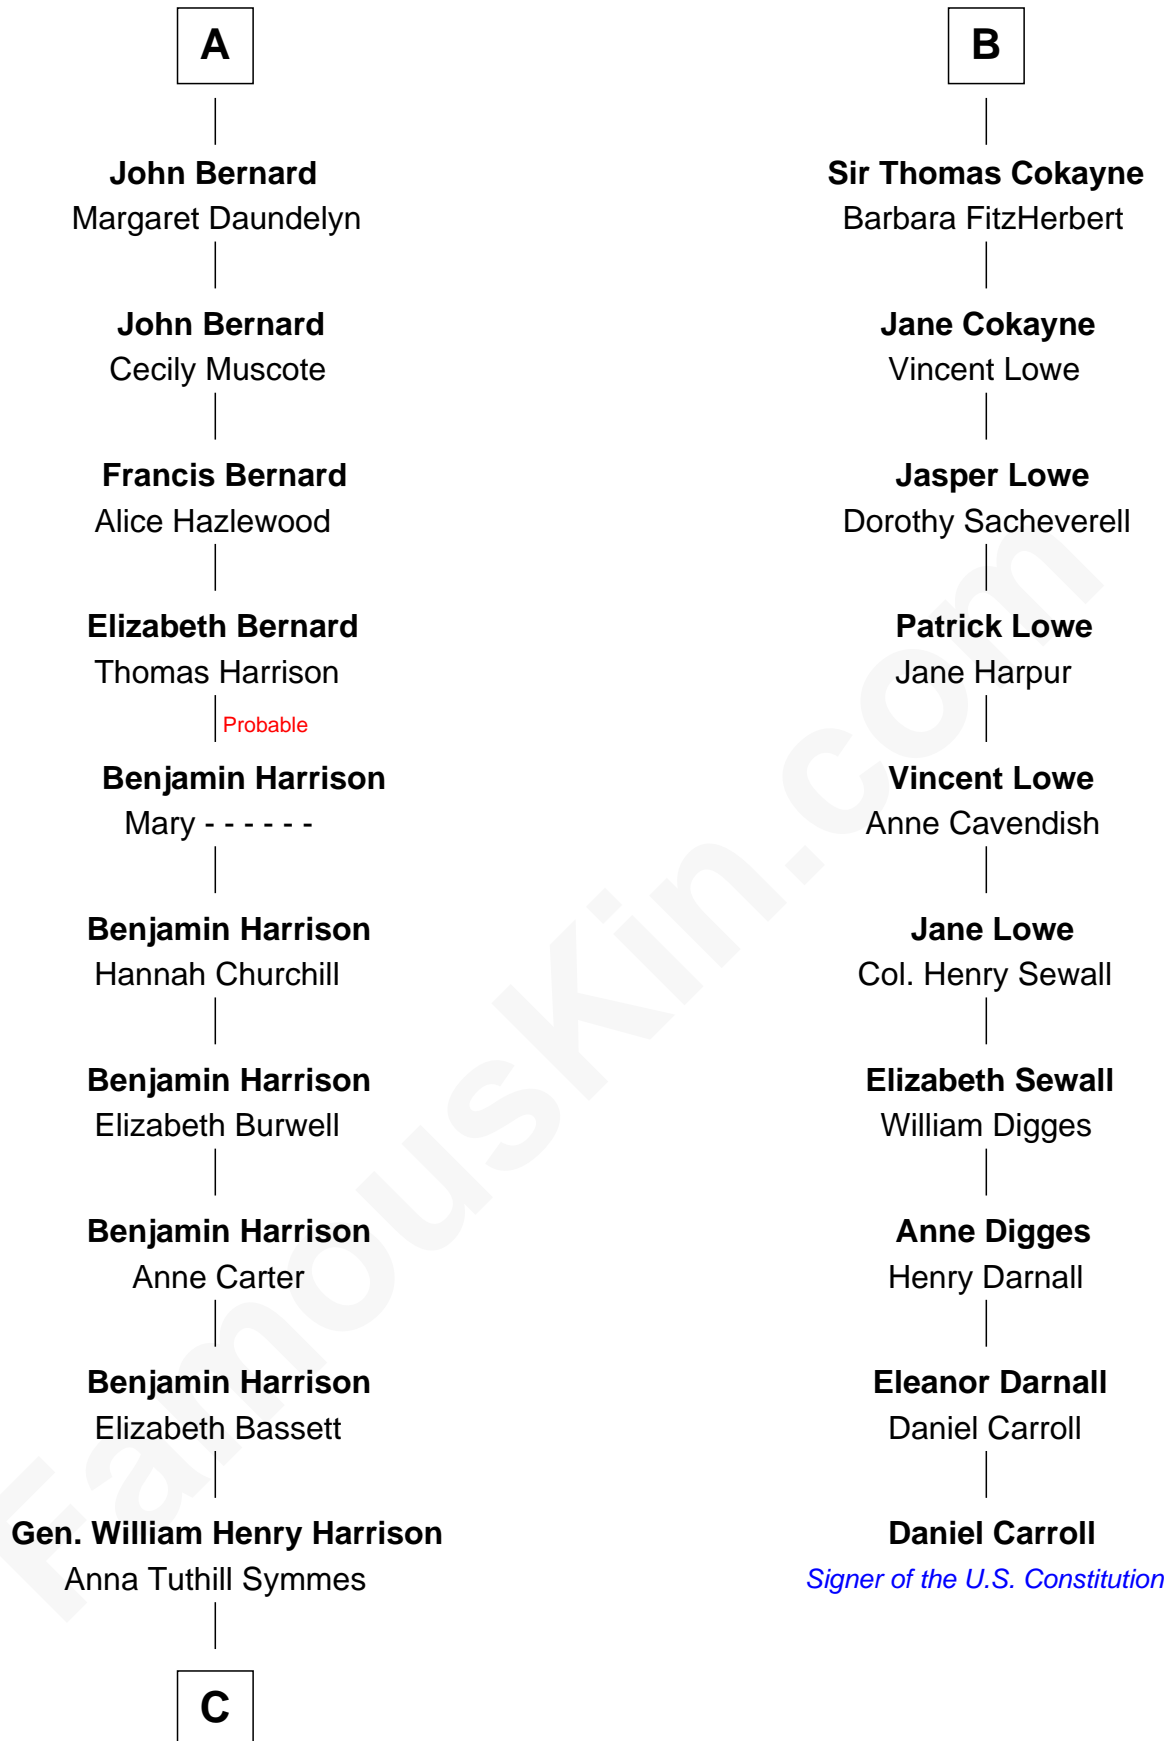 A
John Bernard
Margaret Daundelyn
John Bernard
Cecily Muscote
Francis Bernard
Alice Hazlewood
Elizabeth Bernard
Thomas Harrison
Probable
Benjamin Harrison
Mary - - - - - -
Benjamin Harrison
Hannah Churchill
Benjamin Harrison
Elizabeth Burwell
Benjamin Harrison
Anne Carter
Benjamin Harrison
Elizabeth Bassett
Gen. William Henry Harrison
Anna Tuthill Symmes
C
B
Sir Thomas Cokayne
Barbara FitzHerbert
Jane Cokayne
Vincent Lowe
Jasper Lowe
Dorothy Sacheverell
Patrick Lowe
Jane Harpur
Vincent Lowe
Anne Cavendish
Jane Lowe
Col. Henry Sewall
Elizabeth Sewall
William Digges
Anne Digges
Henry Darnall
Eleanor Darnall
Daniel Carroll
Daniel Carroll
Signer of the U.S. Constitution
FamousKin.com